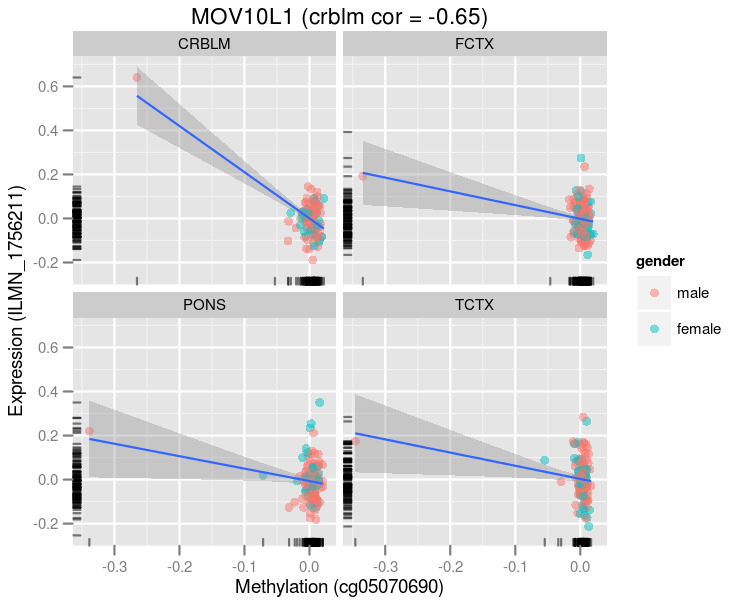 MOV10L1 (crblm cor = -0.65)
CRBLM
FCTX
0.6
0.4
0.2
0.0
-0.2
PONS
TCTX
0.6
0.4
0.2
0.0
-0.2
-0.3
-0.2
-0.1
0.0
-0.3
-0.2
-0.1
0.0
Methylation (cg05070690)
Expression (ILMN_1756211)
gender
male
female